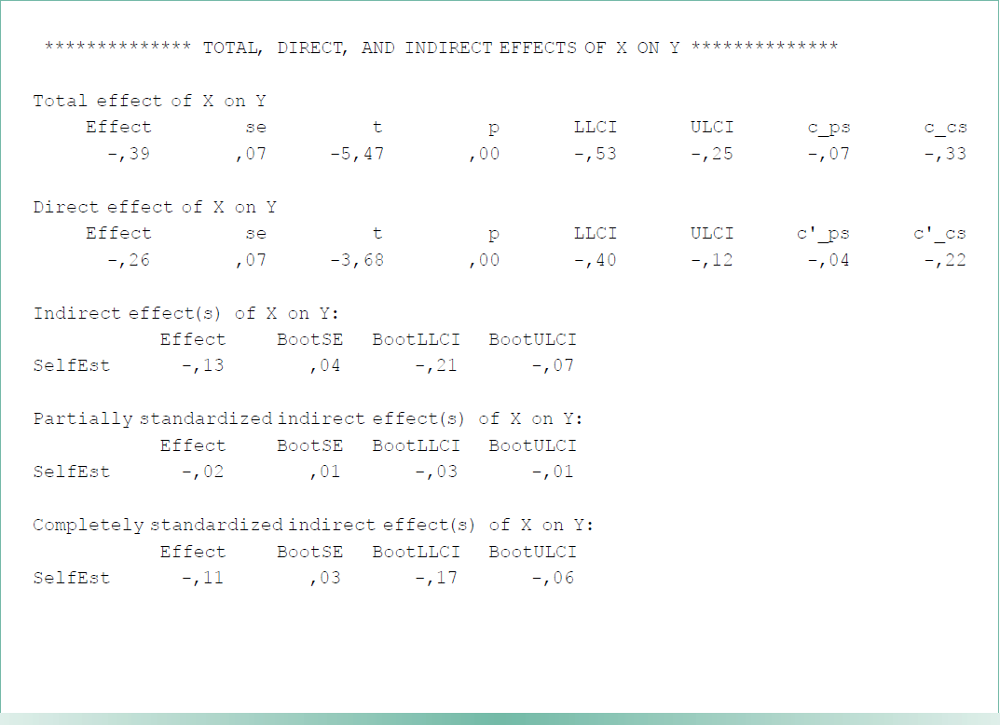 ************** TOTAL, DIRECT, AND INDIRECT EFFECTS OF X ON Y **************
Total effect of X on Y
Effect se t p LLCI ULCI c_ps c_cs
-,39 ,07 -5,47 ,00 -,53 -,25 -,07 -,33
Direct effect of X on Y
Effect se t p LLCI ULCI c'_ps c'_cs
-,26 ,07 -3,68 ,00 -,40 -,12 -,04 -,22
Indirect effect(s) of X on Y:
Effect BootSE BootLLCI BootULCI
SelfEst -,13 ,04 -,21 -,07
Partially standardized indirect effect(s) of X on Y:
Effect BootSE BootLLCI BootULCI
SelfEst -,02 ,01 -,03 -,01
Completely standardized indirect effect(s) of X on Y:
Effect BootSE BootLLCI BootULCI
SelfEst -,11 ,03 -,17 -,06